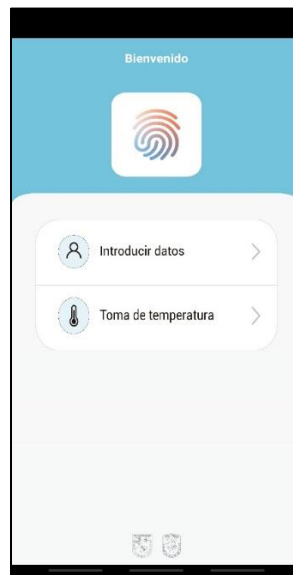 Bienvenido
Introducir datos
Toma de temperatura